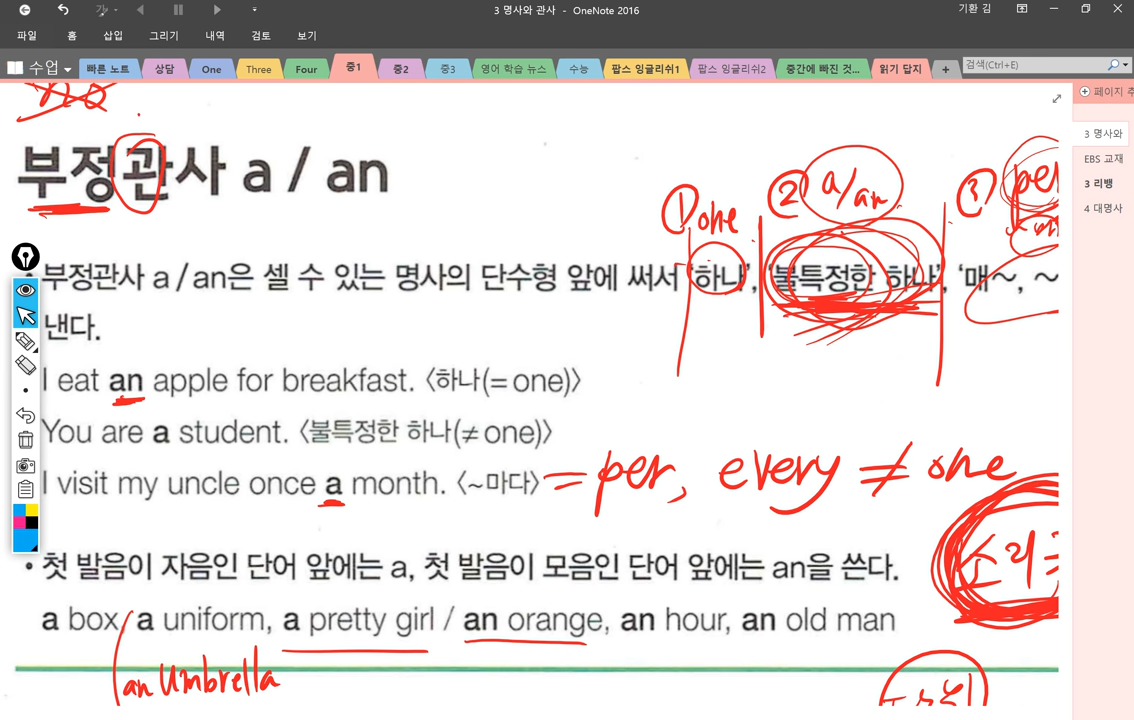 3 명사와 관사 - OneNote 2016
기환 김
파일 홈 삽입 그리기 내역 검토 보기
수업 빠른 노트 상담 One Three Four 중1 중2 중3 영어 학습 뉴스 수능 팝스 잉글리쉬1 팝스 잉글리쉬2 중간에 빠진 것... 읽기 답지 + 검색(Ctrl+E)
페이지 추
3 명사와
EBS 교재
3 리뱅
4 대명사
부정관사 a / an
① one ② a/an ③ per
• 부정관사 a / an은 셀 수 있는 명사의 단수형 앞에 써서 '하나', '불특정한 하나', '매~, ~
낸다.
I eat an apple for breakfast. 〈하나(= one)〉
You are a student. 〈불특정한 하나(≠ one)〉
I visit my uncle once a month. 〈~마다〉 = per, every ≠ one
소리
• 첫 발음이 자음인 단어 앞에는 a, 첫 발음이 모음인 단어 앞에는 an을 쓴다.
a box / a uniform, a pretty girl / an orange, an hour, an old man
an umbrella